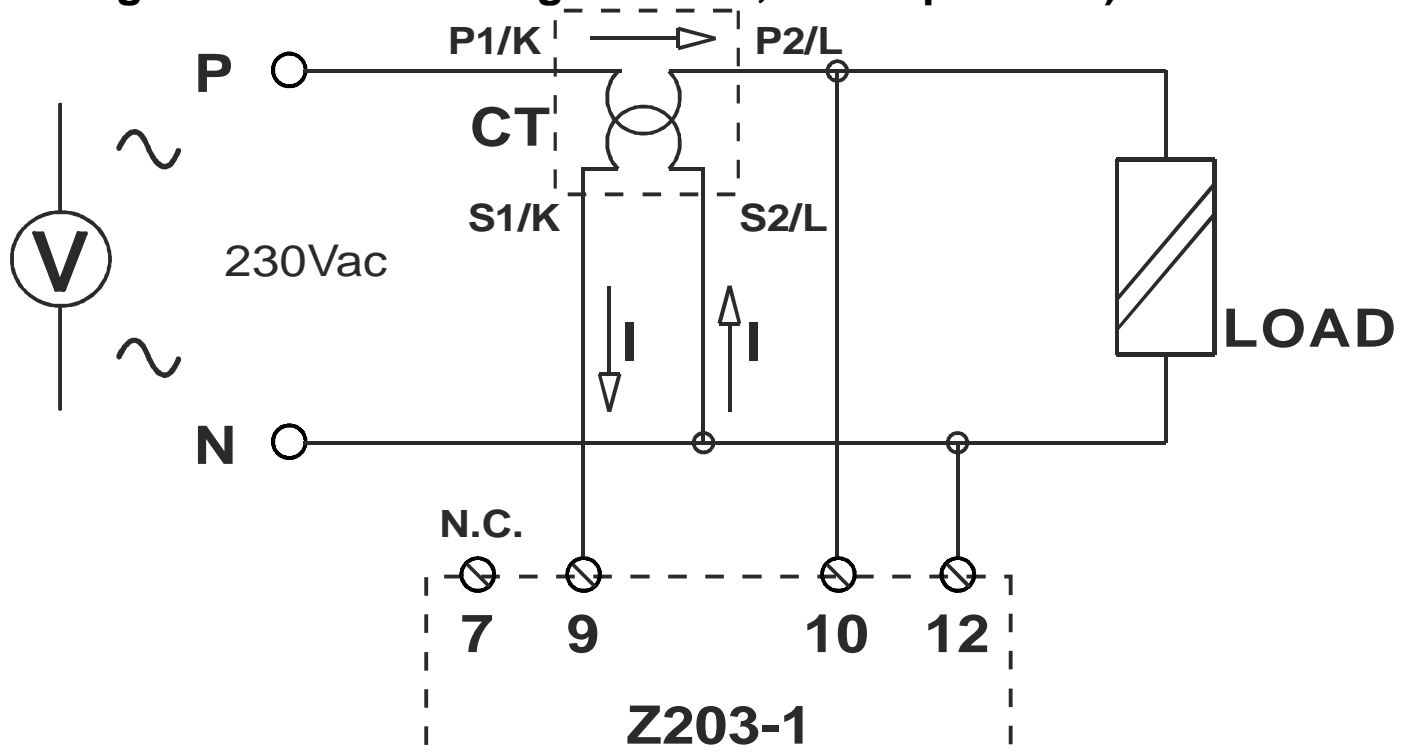 P1/K
P2/L
P
CT
S1/K
S2/L
V
230Vac
I
I
LOAD
N
N.C.
7
9
10
12
Z203-1